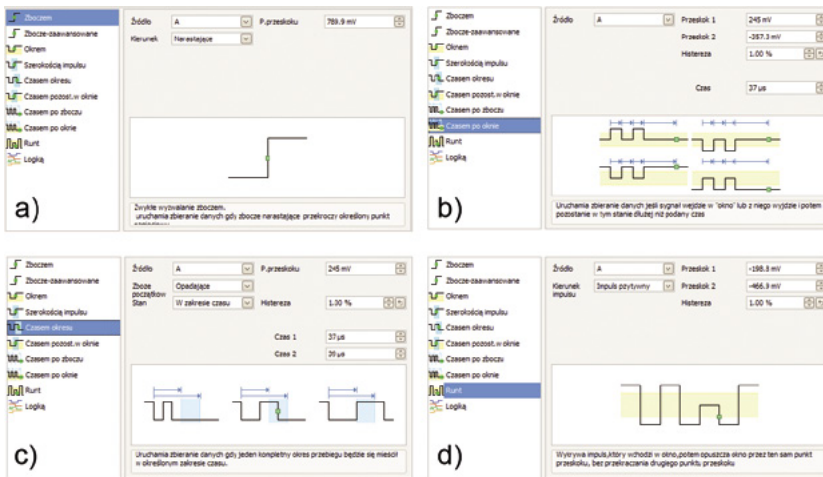 Zboczem
Zbocze-zaawansowane
Oknem
Szerokością impulsu
Czasem okresu
Czasem pozost.w oknie
Czasem po zboczu
Czasem po oknie
Runt
Logiką
Źródło A P.przeskoku 789.9 mV
Kierunek Narastające
Zwykłe wyzwalanie zboczem.
uruchamia zbieranie danych gdy zbocze narastające przekroczy określony punkt
a)
Zboczem
Zbocze-zaawansowane
Oknem
Szerokością impulsu
Czasem okresu
Czasem pozost.w oknie
Czasem po zboczu
Czasem po oknie
Runt
Logiką
Źródło A Przeskok 1 245 mV
Przeskok 2 -357.3 mV
Histereza 1.00 %
Czas 37 µs
Uruchamia zbieranie danych jeśli sygnał wejdzie w "okno" lub z niego wyjdzie i potem
pozostanie w tym stanie dłużej niż podany czas
b)
Zboczem
Zbocze-zaawansowane
Oknem
Szerokością impulsu
Czasem okresu
Czasem pozost.w oknie
Czasem po zboczu
Czasem po oknie
Runt
Logiką
Źródło A P.przeskoku 245 mV
Zbocze Opadające
początkow
Stan W zakresie czasu Histereza 1.00 %
Czas 1 37 µs
Czas 2 39 µs
Uruchamia zbieranie danych gdy jeden kompletny okres przebiegu będzie się mieścił
w określonym zakresie czasu.
c)
Zboczem
Zbocze-zaawansowane
Oknem
Szerokością impulsu
Czasem okresu
Czasem pozost.w oknie
Czasem po zboczu
Czasem po oknie
Runt
Logiką
Źródło A Przeskok 1 -198.8 mV
Kierunek Impuls pzytywny Przeskok 2 -466.9 mV
impulsu
Histereza 1.00 %
Wykrywa impuls,który wchodzi w okno,potem opuszcza okno przez ten sam punkt
przeskoku, bez przekraczania drugiego punktu przeskoku
d)